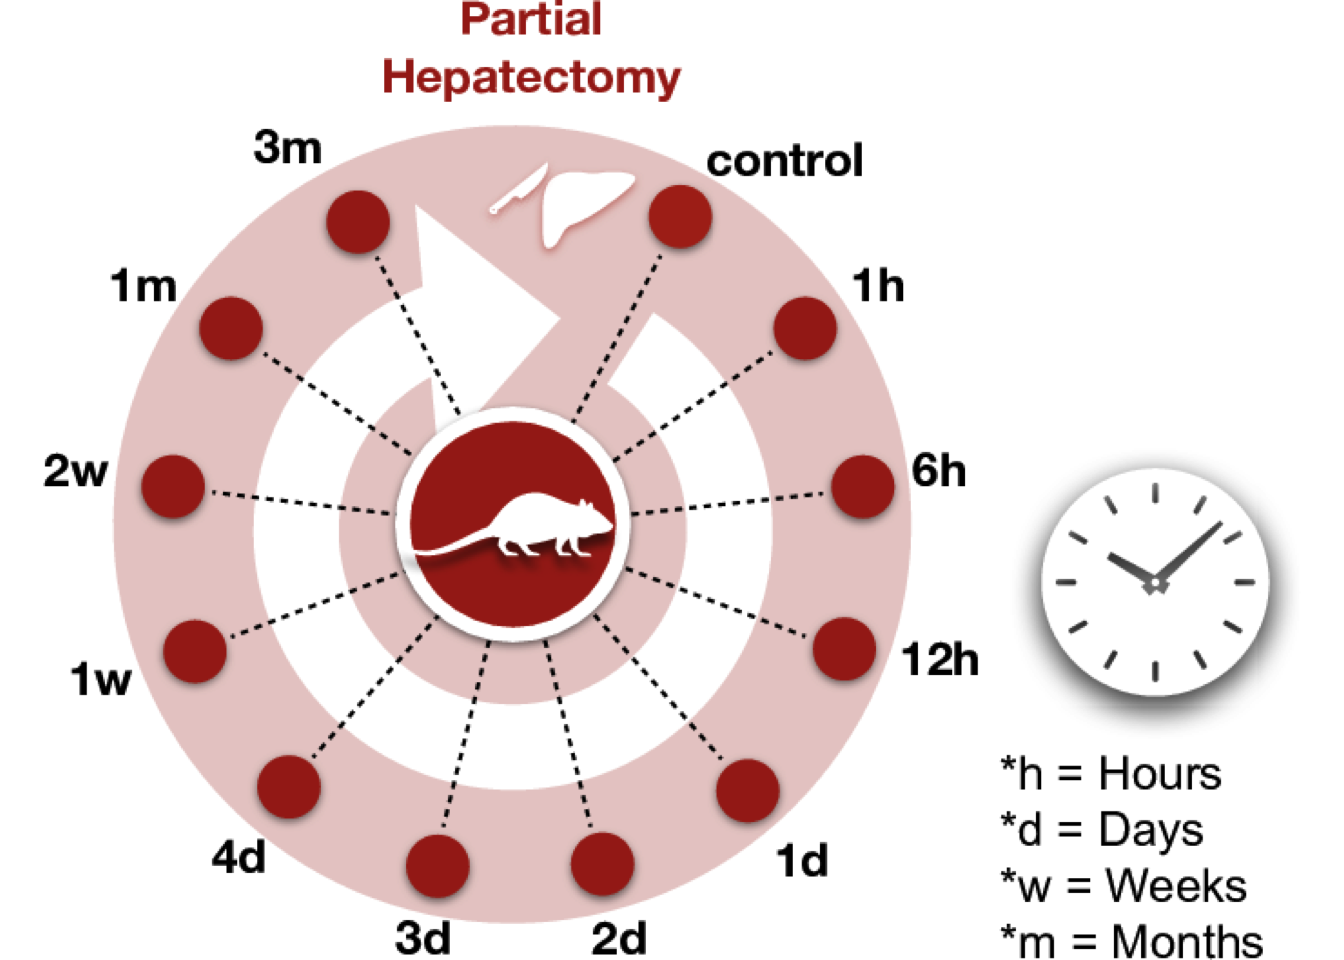 Partial
Hepatectomy
control
1h
6h
12h
1d
2d
3d
4d
1w
2w
1m
3m
*h = Hours
*d = Days
*w = Weeks
*m = Months